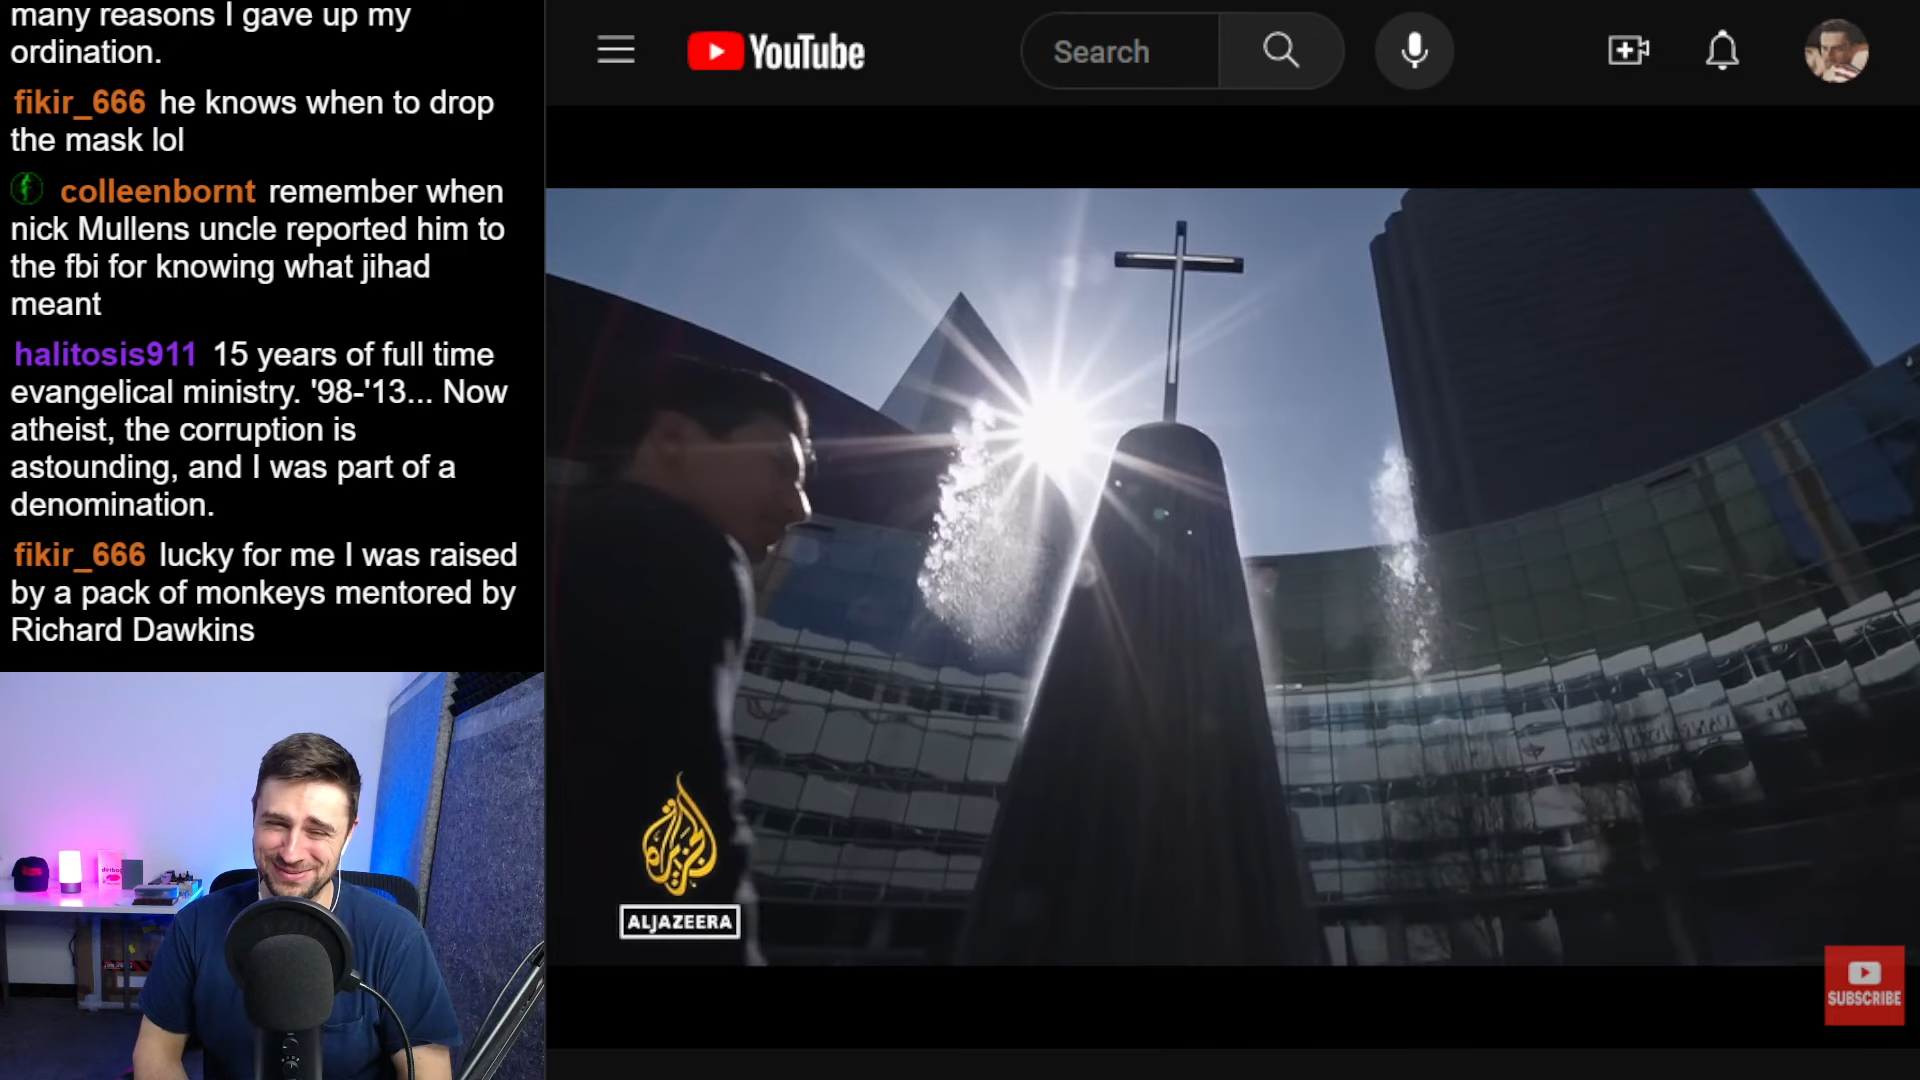 many reasons I gave up my
ordination.
fikir_666 he knows when to drop
the mask lol
colleenbornt remember when
nick Mullens uncle reported him to
the fbi for knowing what jihad
meant
halitosis911 15 years of full time
evangelical ministry. '98-'13... Now
atheist, the corruption is
astounding, and I was part of a
denomination.
fikir_666 lucky for me I was raised
by a pack of monkeys mentored by
Richard Dawkins
YouTube
Search
الجزيرة
ALJAZEERA
SUBSCRIBE